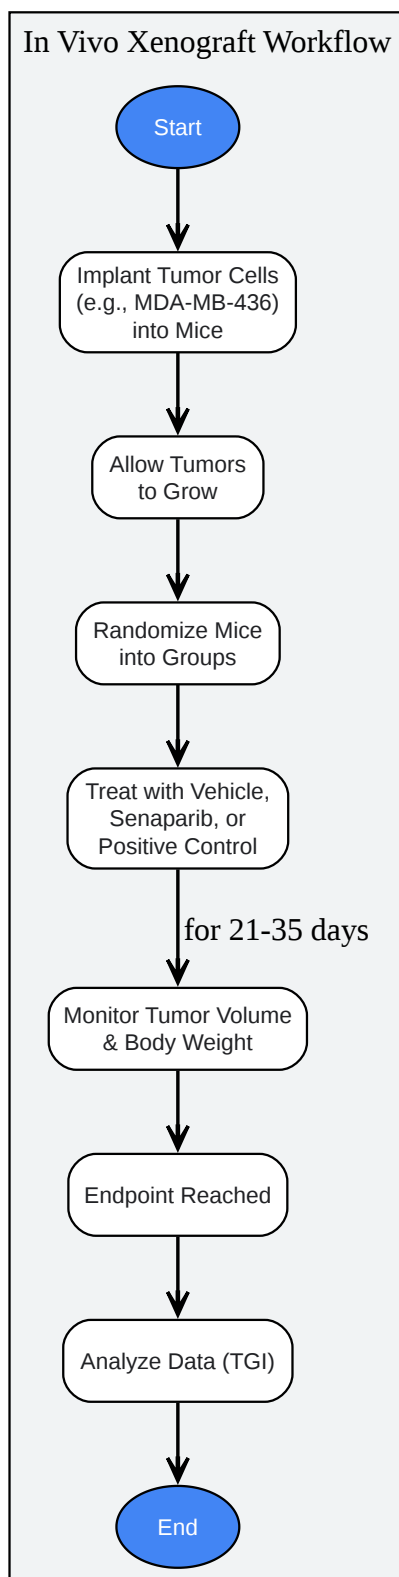 In Vivo Xenograft Workflow
Start
Implant Tumor Cells
(e.g., MDA-MB-436)
into Mice
Allow Tumors
to Grow
Randomize Mice
into Groups
Treat with Vehicle,
Senaparib, or
Positive Control
for 21-35 days
Monitor Tumor Volume
& Body Weight
Endpoint Reached
Analyze Data (TGI)
End